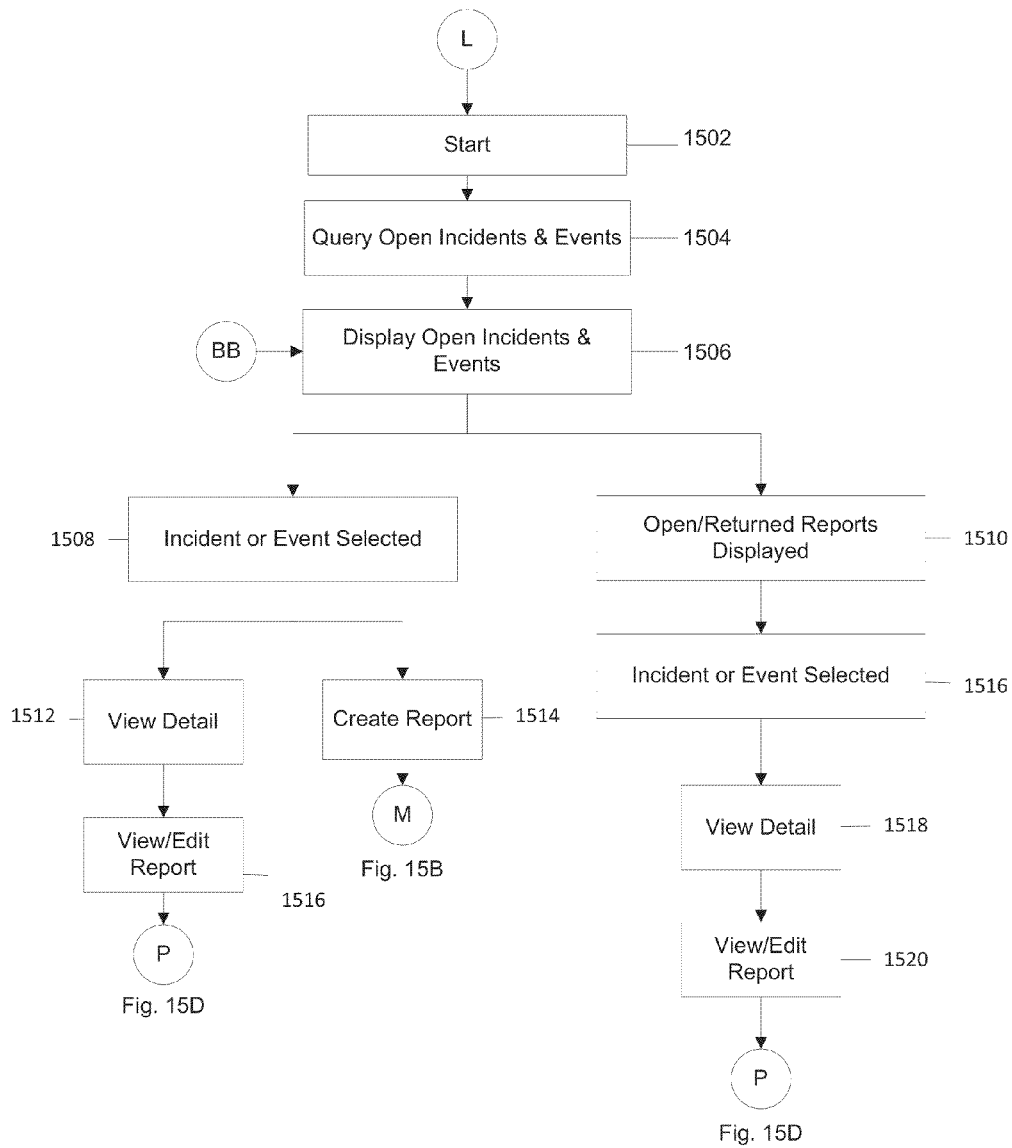 L
Start
1502
Query Open Incidents & Events
1504
BB
Display Open Incidents &
Events
1506
1508
Incident or Event Selected
Open/Returned Reports
Displayed
1510
Incident or Event Selected
1516
1512
View Detail
Create Report
1514
M
Fig. 15B
View/Edit
Report
1516
P
Fig. 15D
View Detail
1518
View/Edit
Report
1520
P
Fig. 15D